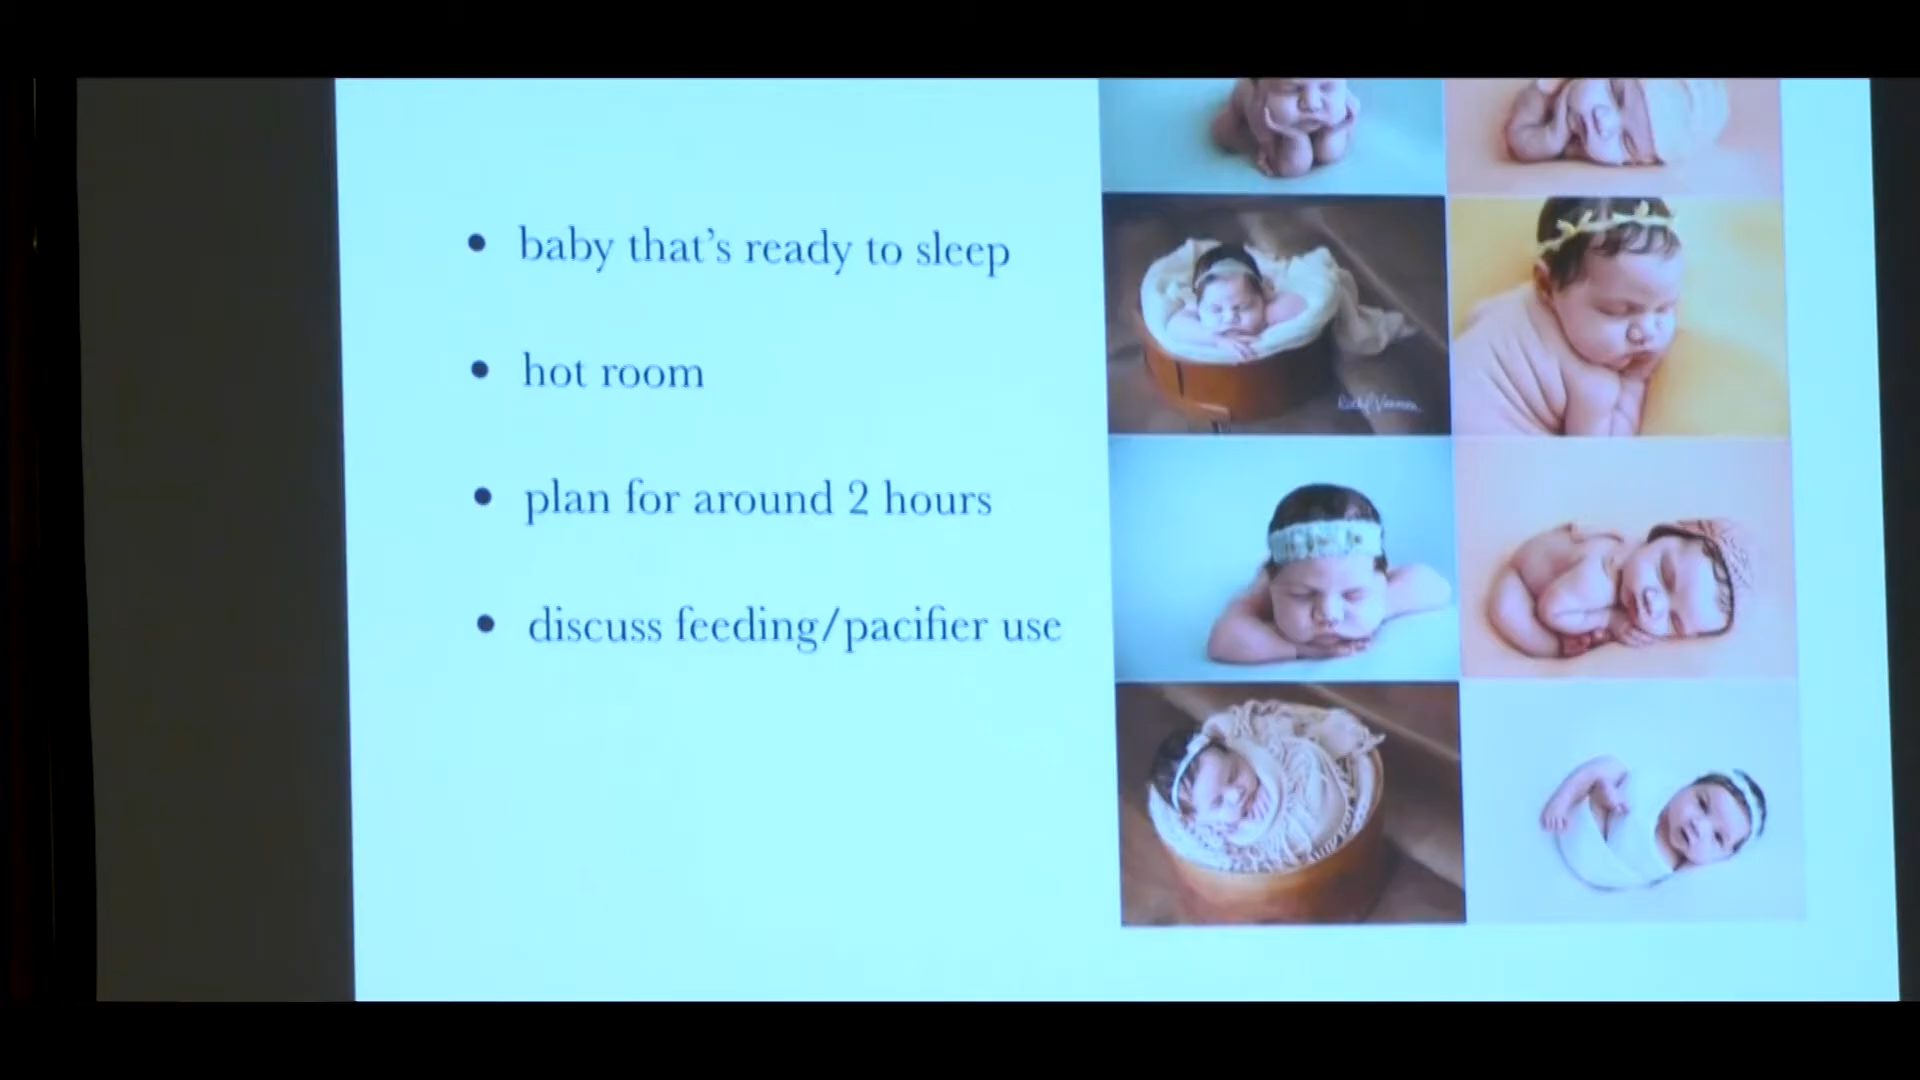 • baby that's ready to sleep
• hot room
• plan for around 2 hours
• discuss feeding/pacifier use